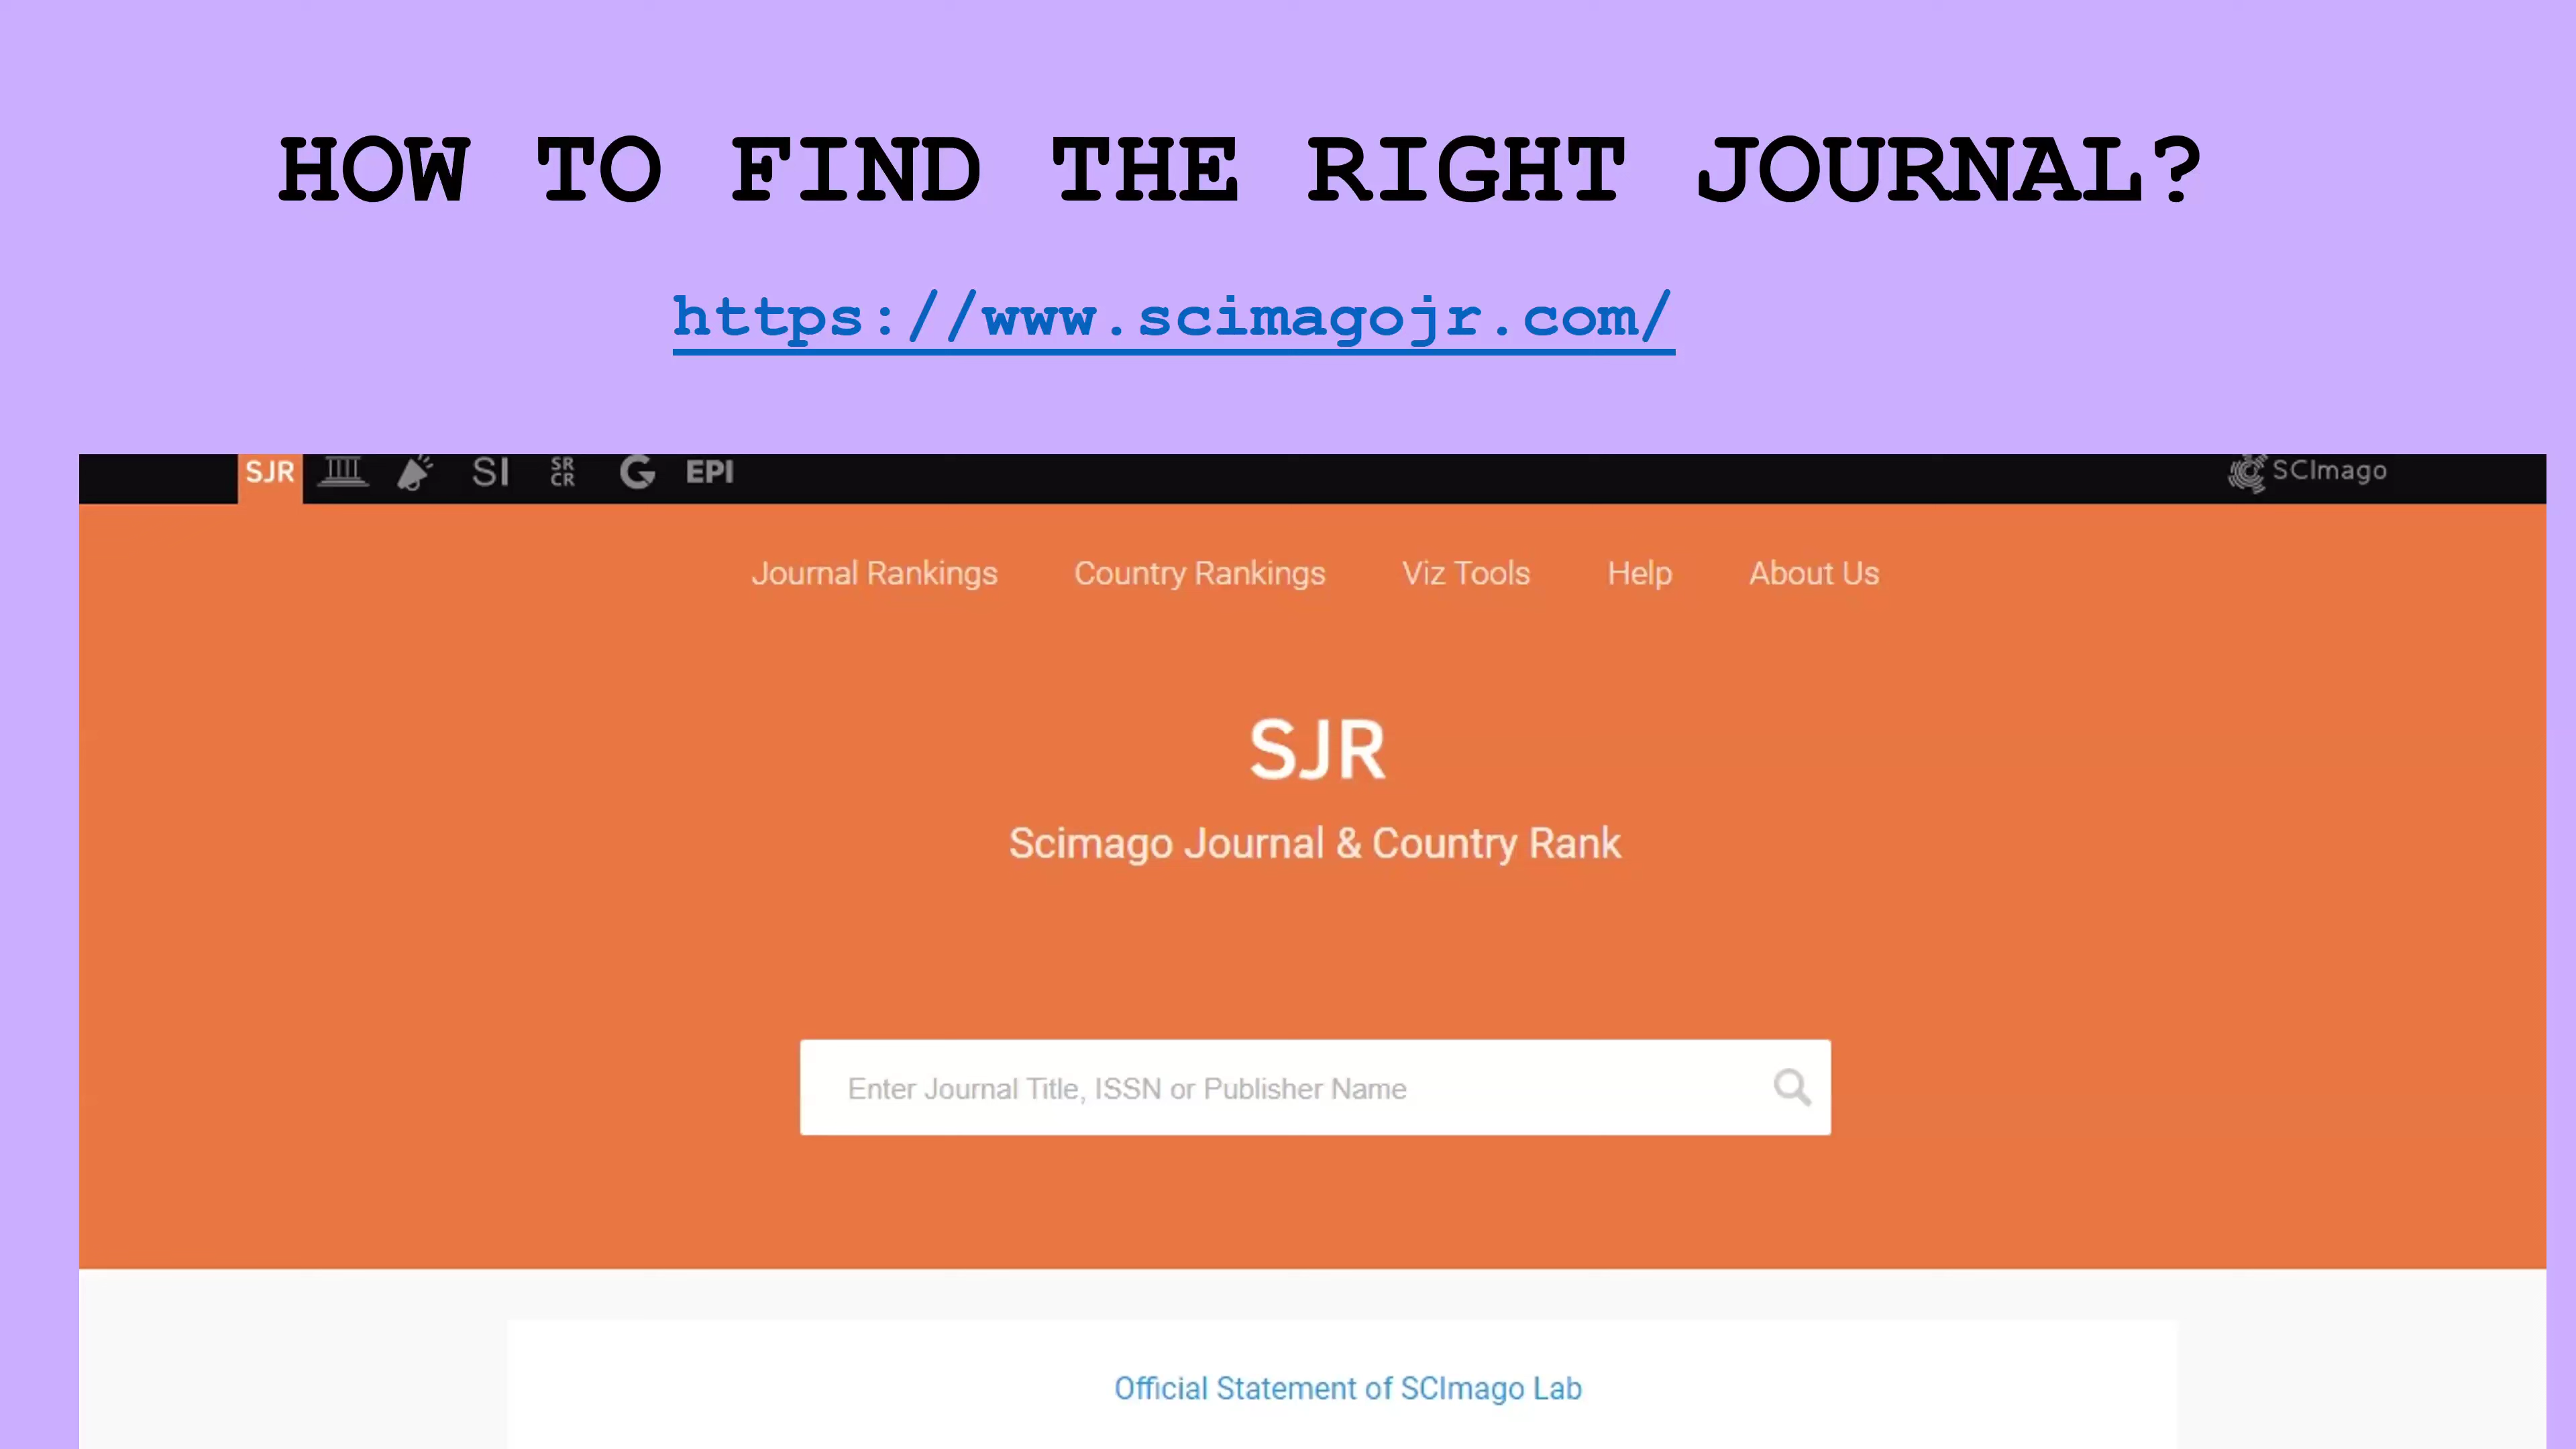 HOW TO FIND THE RIGHT JOURNAL?
https://www.scimagojr.com/
SJR SI SR CR G EPI SCImago
Journal Rankings Country Rankings Viz Tools Help About Us
SJR
Scimago Journal & Country Rank
Enter Journal Title, ISSN or Publisher Name
Official Statement of SCImago Lab